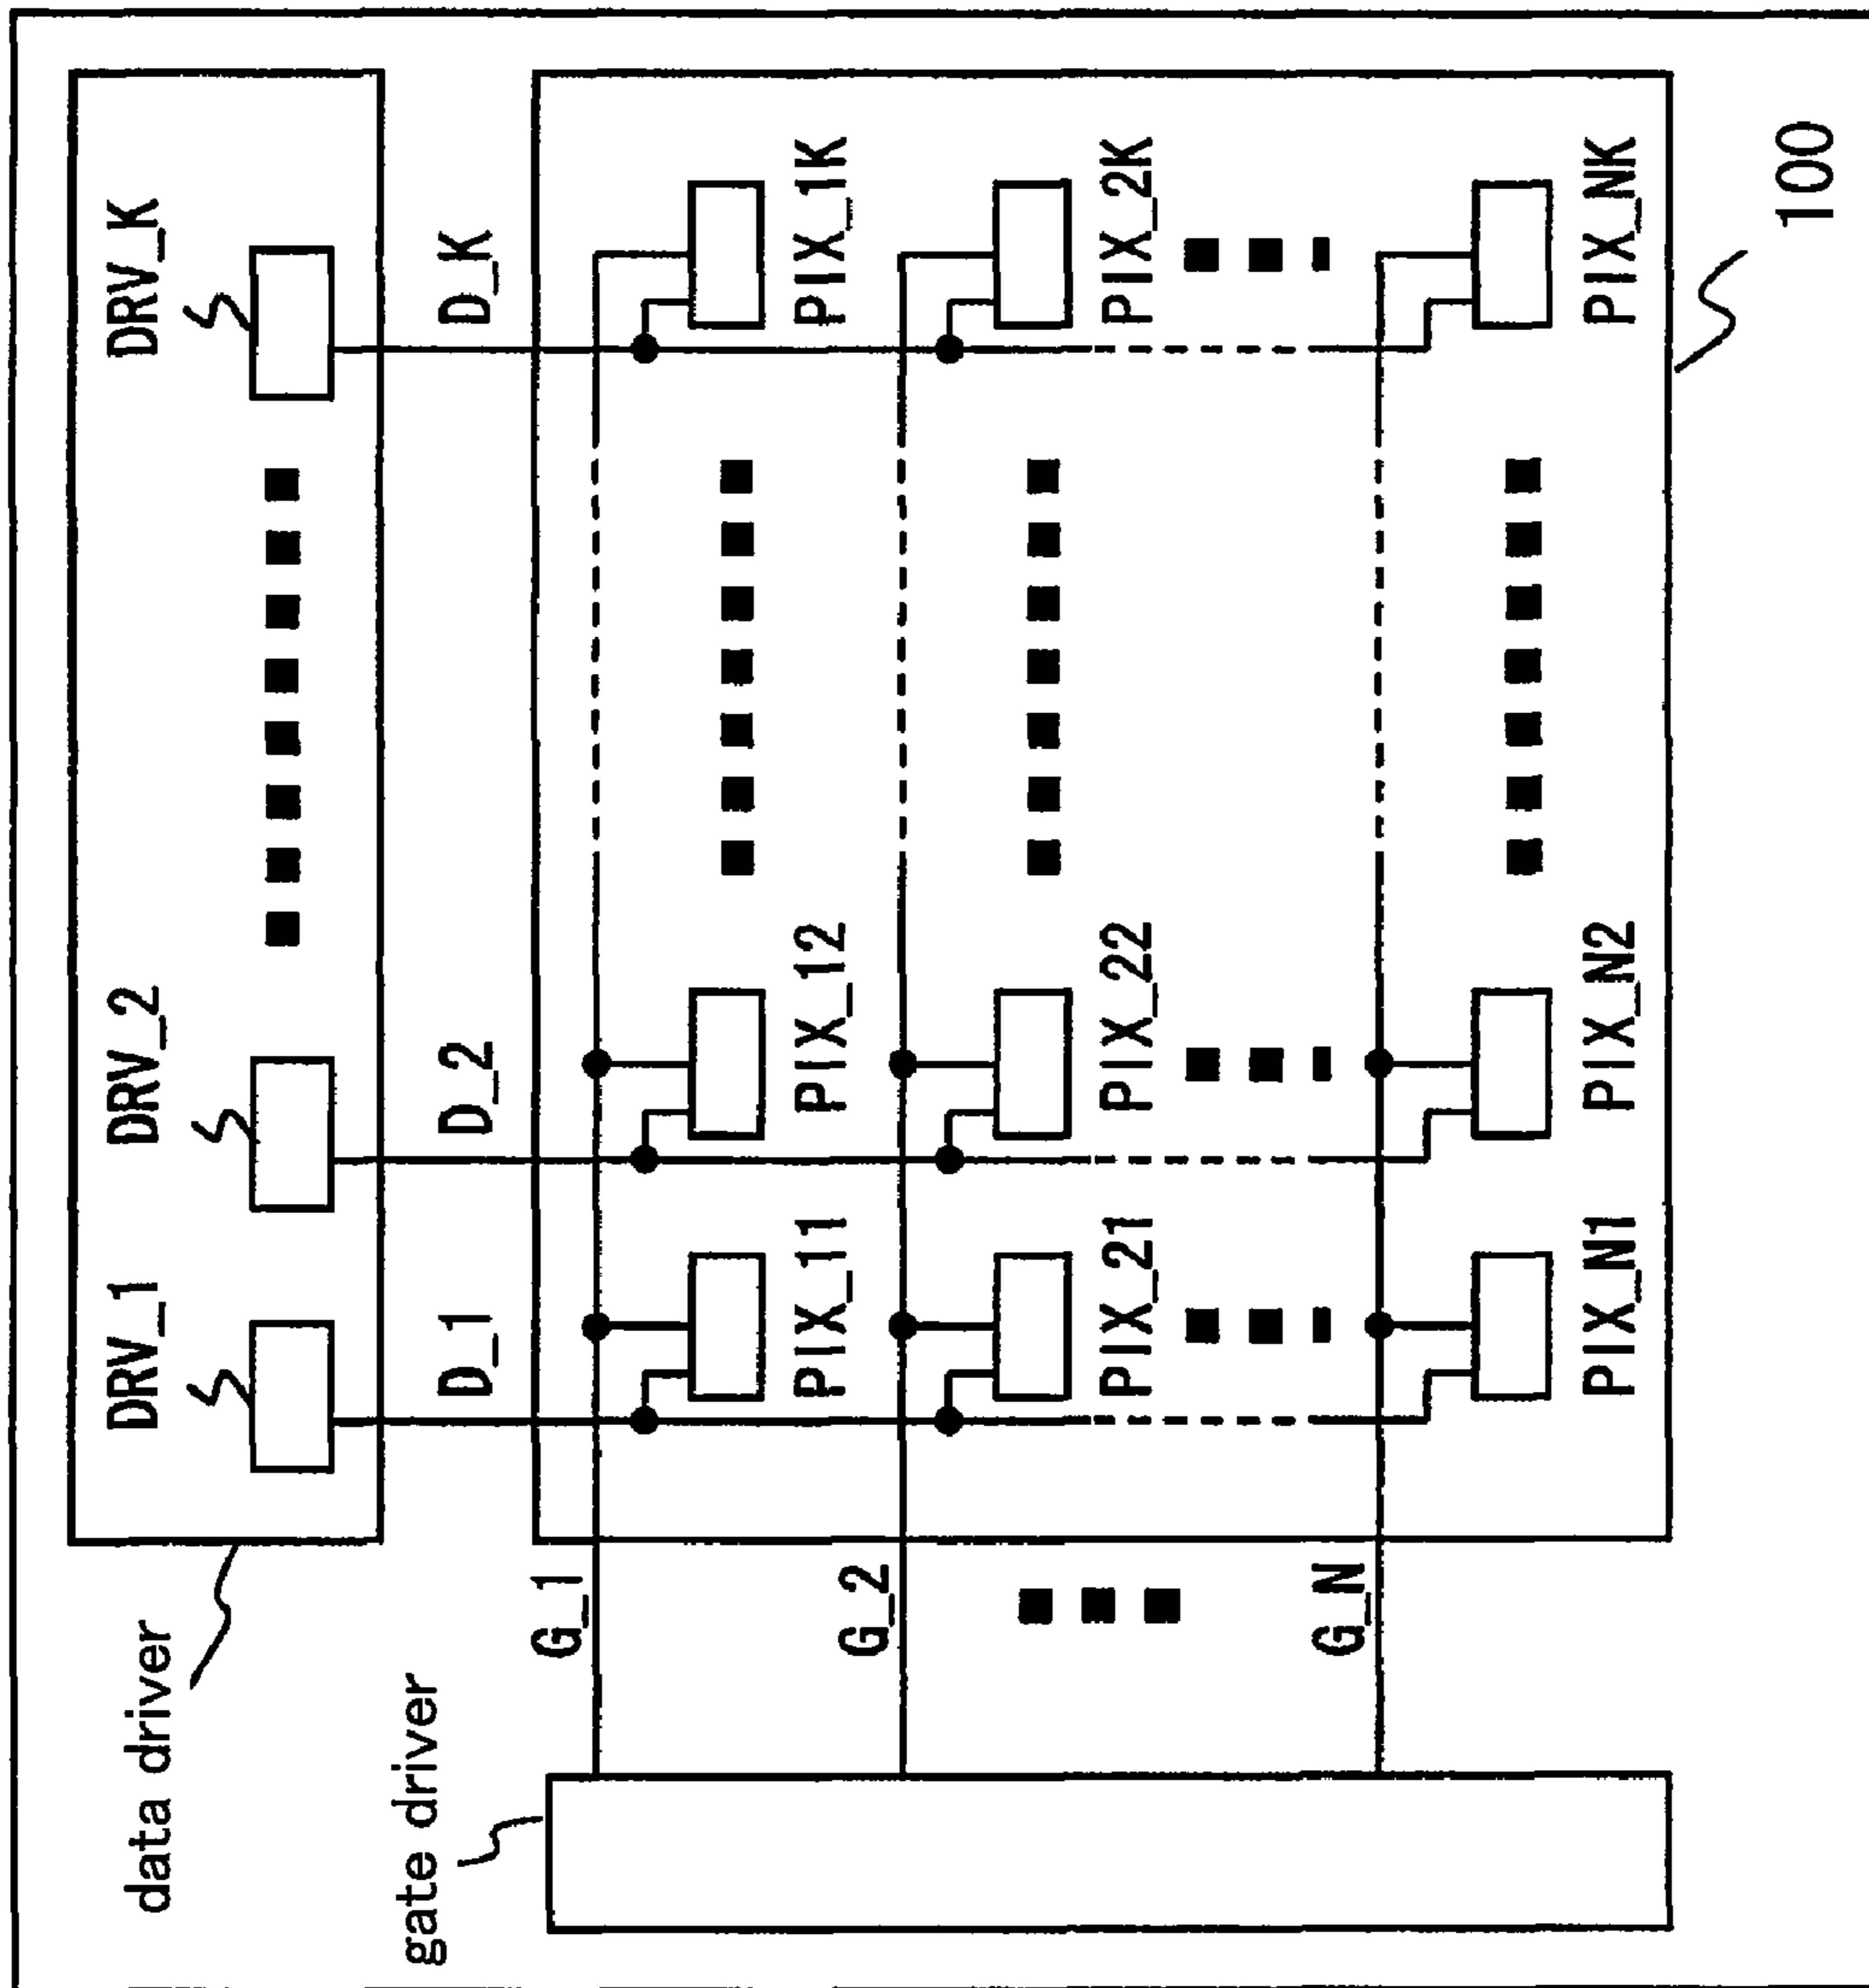 data driver
DRV_1
DRV_2
DRV_K
gate driver
D_1
D_2
D_K
G_1
PIX_11
PIX_12
PIX_1K
G_2
PIX_21
PIX_22
PIX_2K
G_N
PIX_N1
PIX_N2
PIX_NK
100